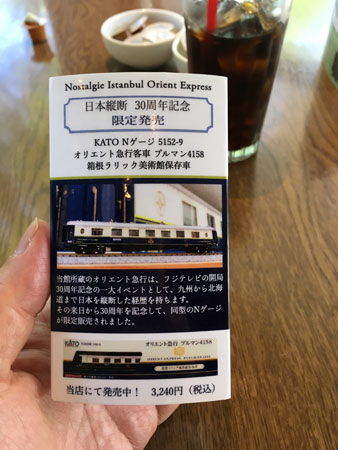 Nostalgie Istanbul Orient Express
日本縦断 30周年記念
限定発売
KATO Nゲージ 5152-9
オリエント急行客車 プルマン4158
箱根ラリック美術館保存車
当館所蔵のオリエント急行は、フジテレビの開局
30周年記念の一大イベントとして、九州から北海
道まで日本を縦断した経歴を持ちます。
その来日から30周年を記念して、同型のNゲージ
が限定販売されました。
KATO
オリエント急行 プルマン4158
当店にて発売中! 3,240円(税込)